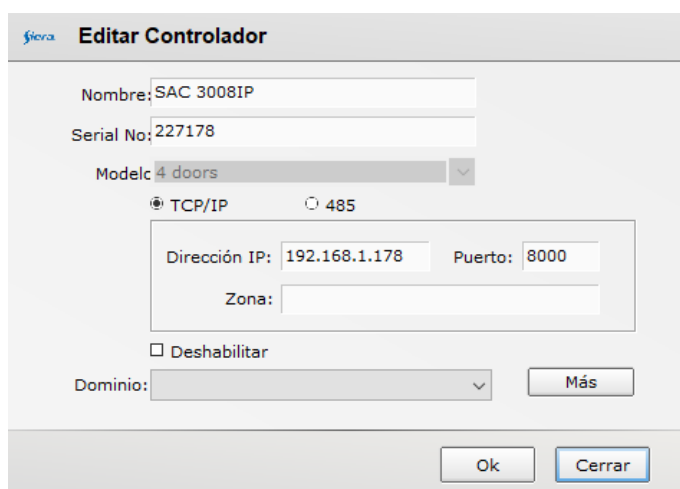 Siera Editar Controlador
Nombre: SAC 3008IP
Serial No: 227178
Modelc 4 doors
TCP/IP 485
Dirección IP: 192.168.1.178 Puerto: 8000
Zona:
Deshabilitar
Dominio: Más
Ok Cerrar